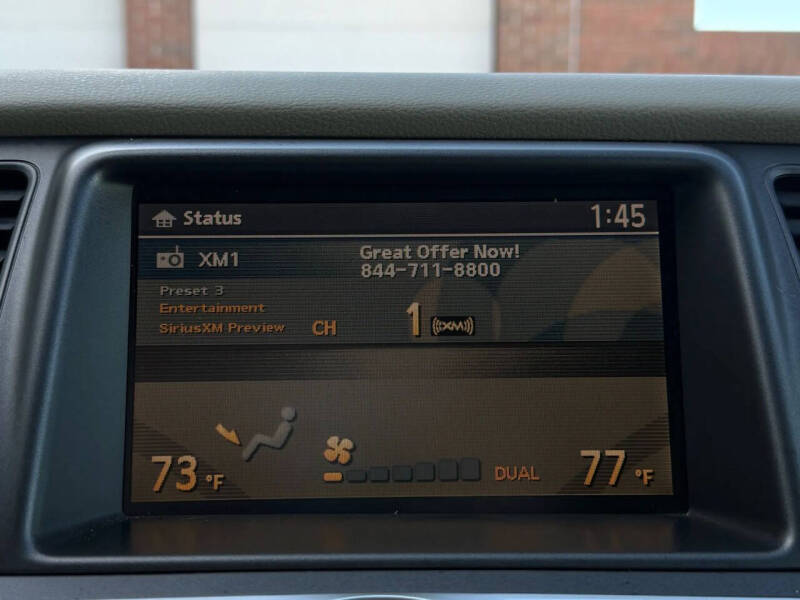 Status
1:45
XM1
Great Offer Now!
844-711-8800
Preset 3
Entertainment
SiriusXM Preview
CH 1 ((XM))
73 °F
DUAL
77 °F